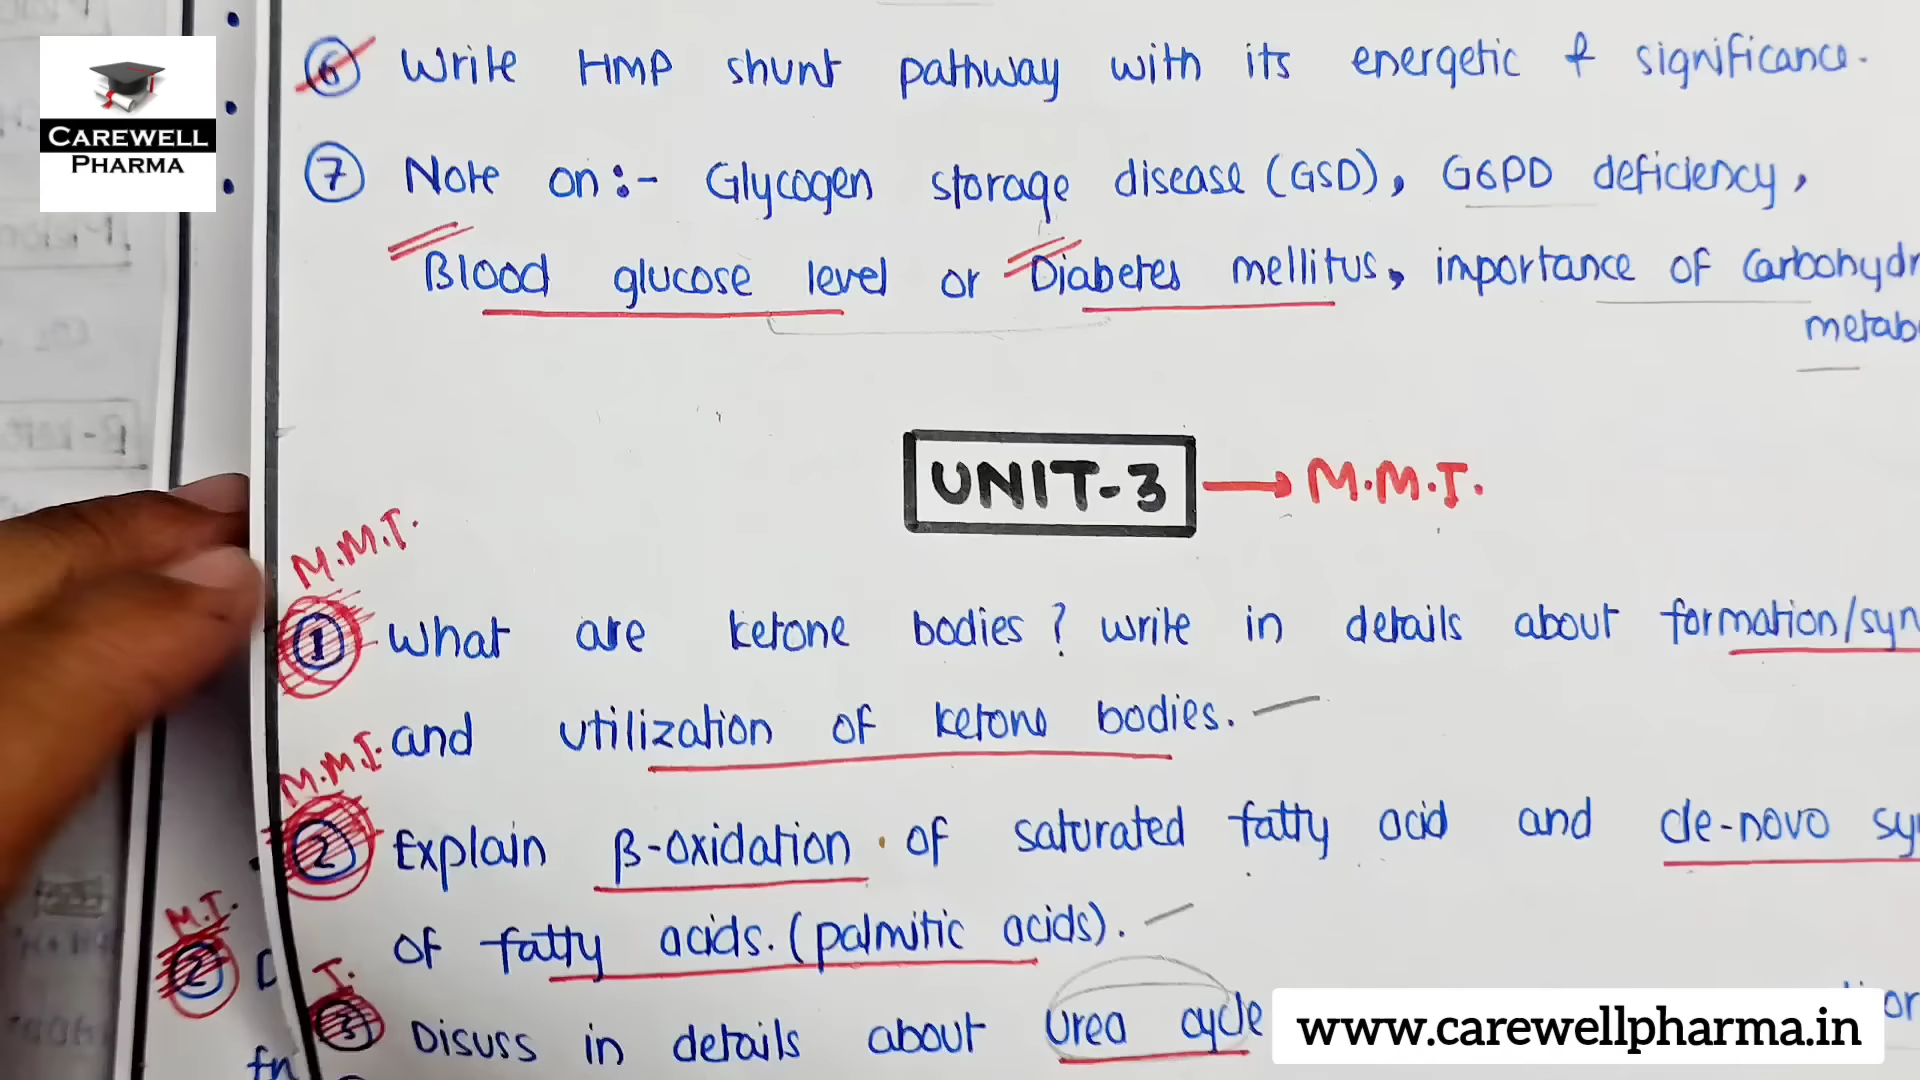 CAREWELL
PHARMA
6 Write HMP shunt pathway with its energetic & significance.
7 Note on :- Glycogen storage disease (GSD), G6PD deficiency,
Blood glucose level or Diabetes mellitus, importance of Carbohydr
metab
UNIT-3 → M.M.I.
M.M.I.
1 What are ketone bodies? Write in details about formation/syn
and utilization of ketone bodies.
M.M.I.
2 Explain β-oxidation of saturated fatty acid and de-novo sy
of fatty acids. (palmitic acids).
M.I.
2
I.
3 Disuss in details about Urea cycle
www.carewellpharma.in